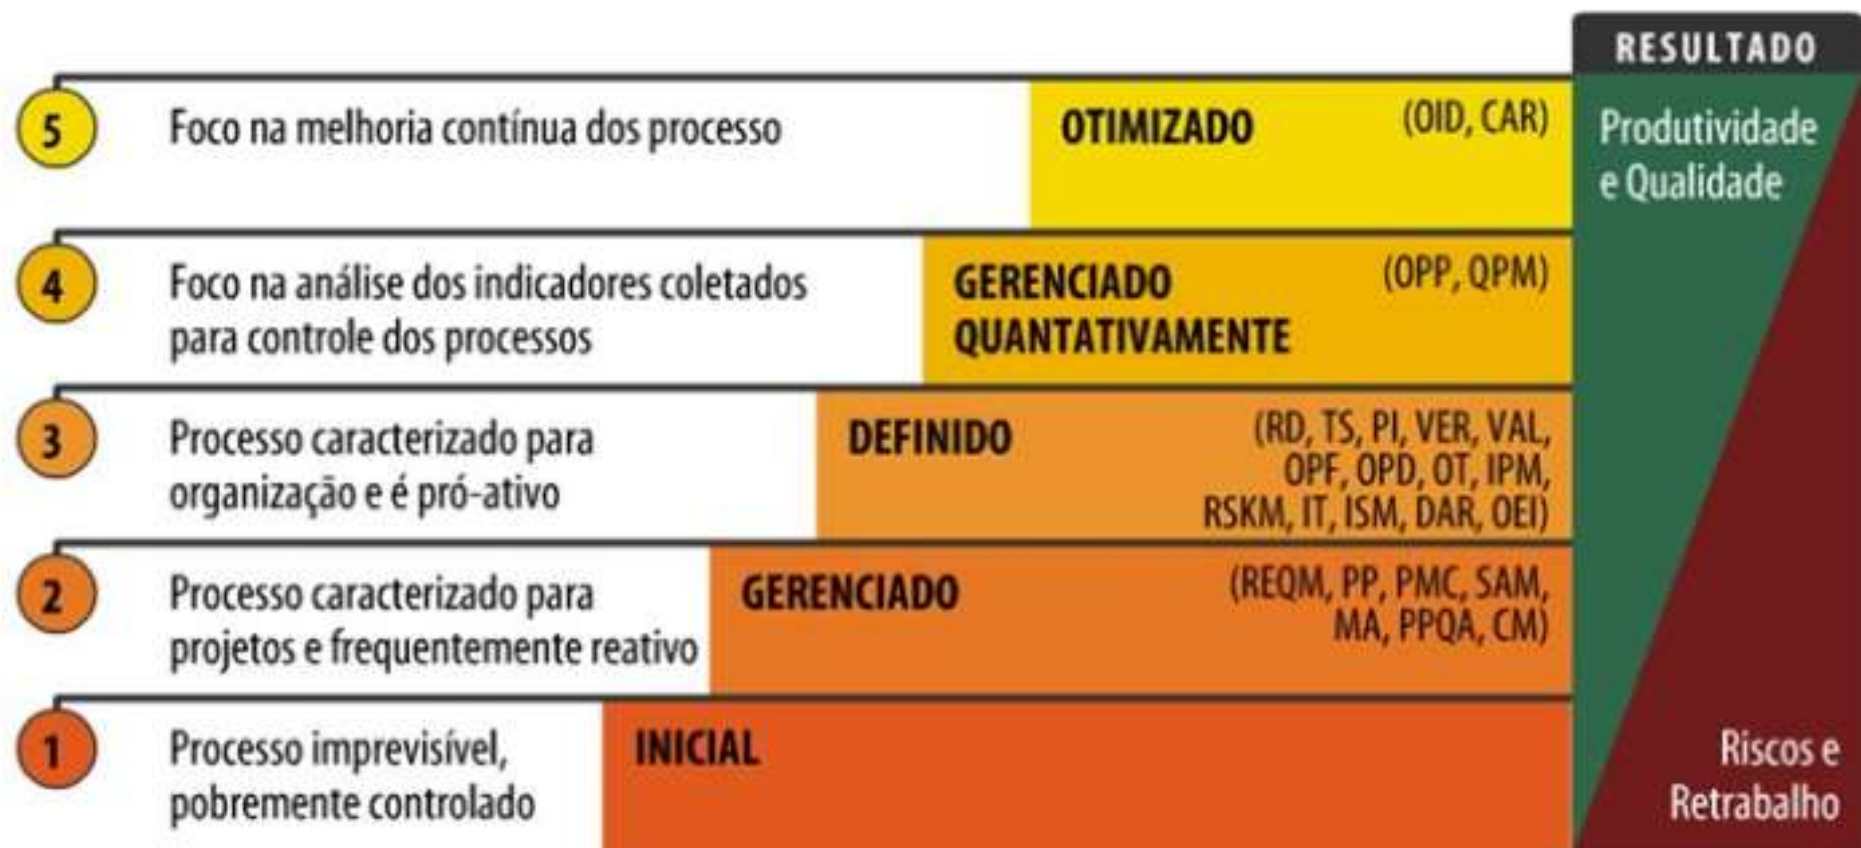 RESULTADO
5
Foco na melhoria contínua dos processo
OTIMIZADO
(OID, CAR)
Produtividade
e Qualidade
4
Foco na análise dos indicadores coletados
para controle dos processos
GERENCIADO
QUANTATIVAMENTE
(OPP, QPM)
3
Processo caracterizado para
organização e é pró-ativo
DEFINIDO
(RD, TS, PI, VER, VAL,
OPF, OPD, OT, IPM,
RSKM, IT, ISM, DAR, OEI)
2
Processo caracterizado para
projetos e frequentemente reativo
GERENCIADO
(REQM, PP, PMC, SAM,
MA, PPQA, CM)
1
Processo imprevisível,
pobremente controlado
INICIAL
Riscos e
Retrabalho